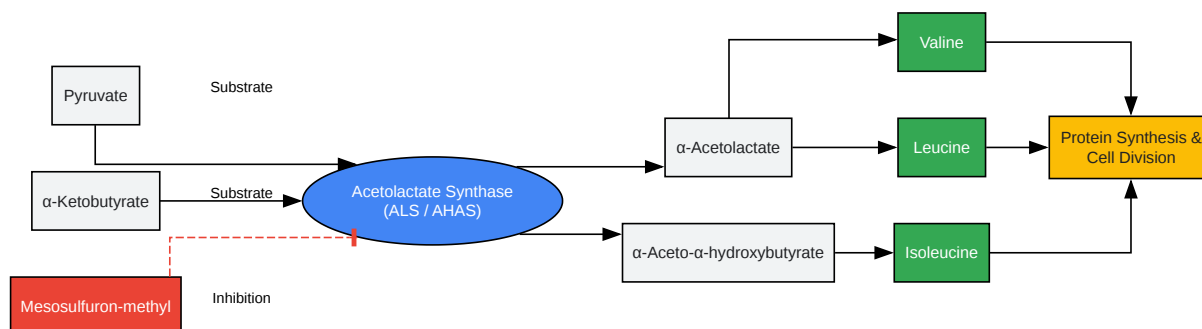 Valine
Pyruvate
Substrate
α-Acetolactate
Leucine
Protein Synthesis &
Cell Division
α-Ketobutyrate
Substrate
Acetolactate Synthase
(ALS / AHAS)
α-Aceto-α-hydroxybutyrate
Isoleucine
Mesosulfuron-methyl
Inhibition